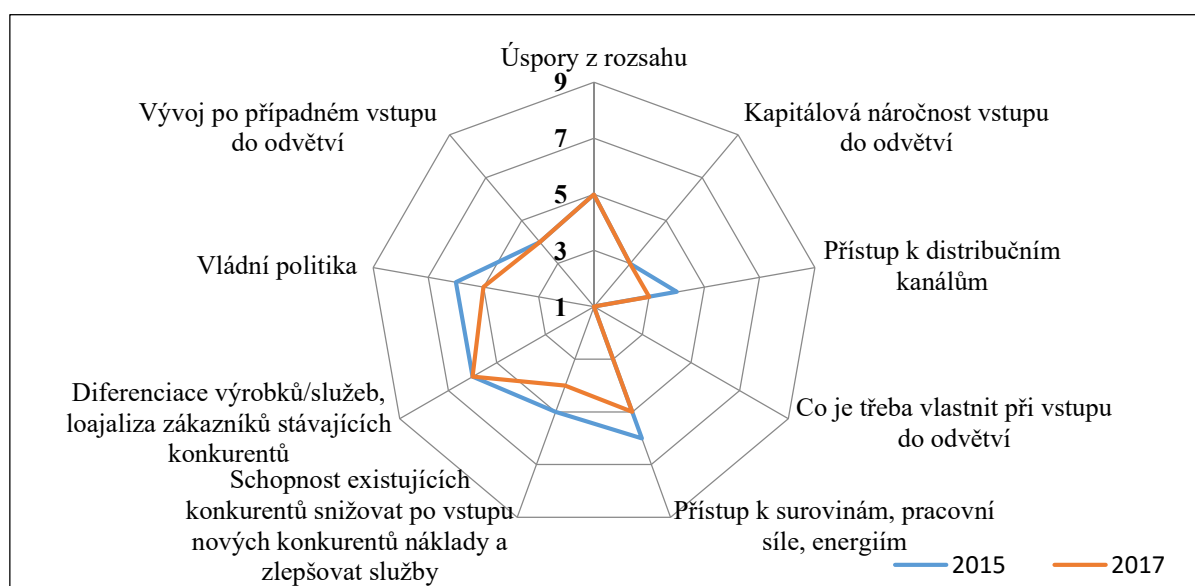 Úspory z rozsahu
9
7
5
3
1
Kapitálová náročnost vstupu
do odvětví
Přístup k distribučním
kanálům
Co je třeba vlastnit při vstupu
do odvětví
Přístup k surovinám, pracovní
síle, energiím
Schopnost existujících
konkurentů snižovat po vstupu
nových konkurentů náklady a
zlepšovat služby
Diferenciace výrobků/služeb,
loajaliza zákazníků stávajících
konkurentů
Vládní politika
Vývoj po případném vstupu
do odvětví
2015
2017